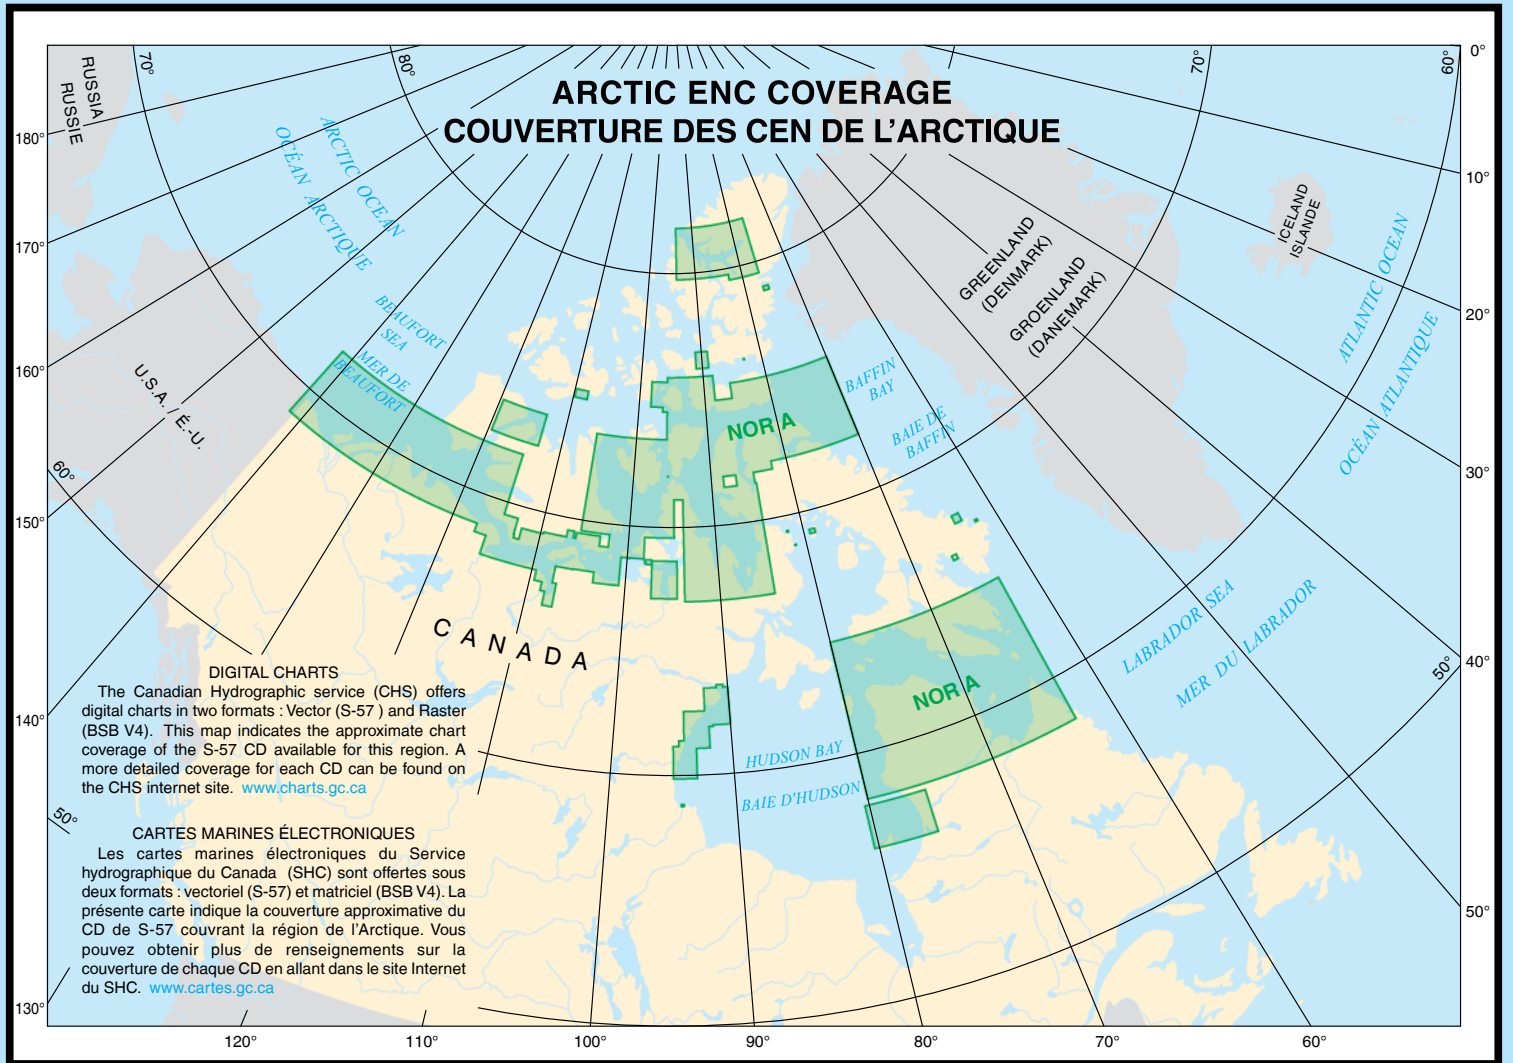 ARCTIC ENC COVERAGE
COUVERTURE DES CEN DE L'ARCTIQUE
RUSSIA
RUSSIE
70°
80°
70°
60°
0°
10°
20°
30°
40°
50°
180°
170°
160°
150°
140°
130°
60°
50°
50°
ARCTIC OCEAN
OCÉAN ARCTIQUE
BEAUFORT
SEA
MER DE
BEAUFORT
U.S.A. / É.-U.
GREENLAND
(DENMARK)
GROENLAND
(DANEMARK)
ICELAND
ISLANDE
ATLANTIC OCEAN
OCÉAN ATLANTIQUE
BAFFIN
BAY
BAIE DE
BAFFIN
NOR A
NOR A
LABRADOR SEA
MER DU LABRADOR
CANADA
HUDSON BAY
BAIE D'HUDSON
DIGITAL CHARTS
The Canadian Hydrographic service (CHS) offers
digital charts in two formats : Vector (S-57 ) and Raster
(BSB V4). This map indicates the approximate chart
coverage of the S-57 CD available for this region. A
more detailed coverage for each CD can be found on
the CHS internet site. www.charts.gc.ca
CARTES MARINES ÉLECTRONIQUES
Les cartes marines électroniques du Service
hydrographique du Canada (SHC) sont offertes sous
deux formats : vectoriel (S-57) et matriciel (BSB V4). La
présente carte indique la couverture approximative du
CD de S-57 couvrant la région de l'Arctique. Vous
pouvez obtenir plus de renseignements sur la
couverture de chaque CD en allant dans le site Internet
du SHC. www.cartes.gc.ca
120°
110°
100°
90°
80°
70°
60°